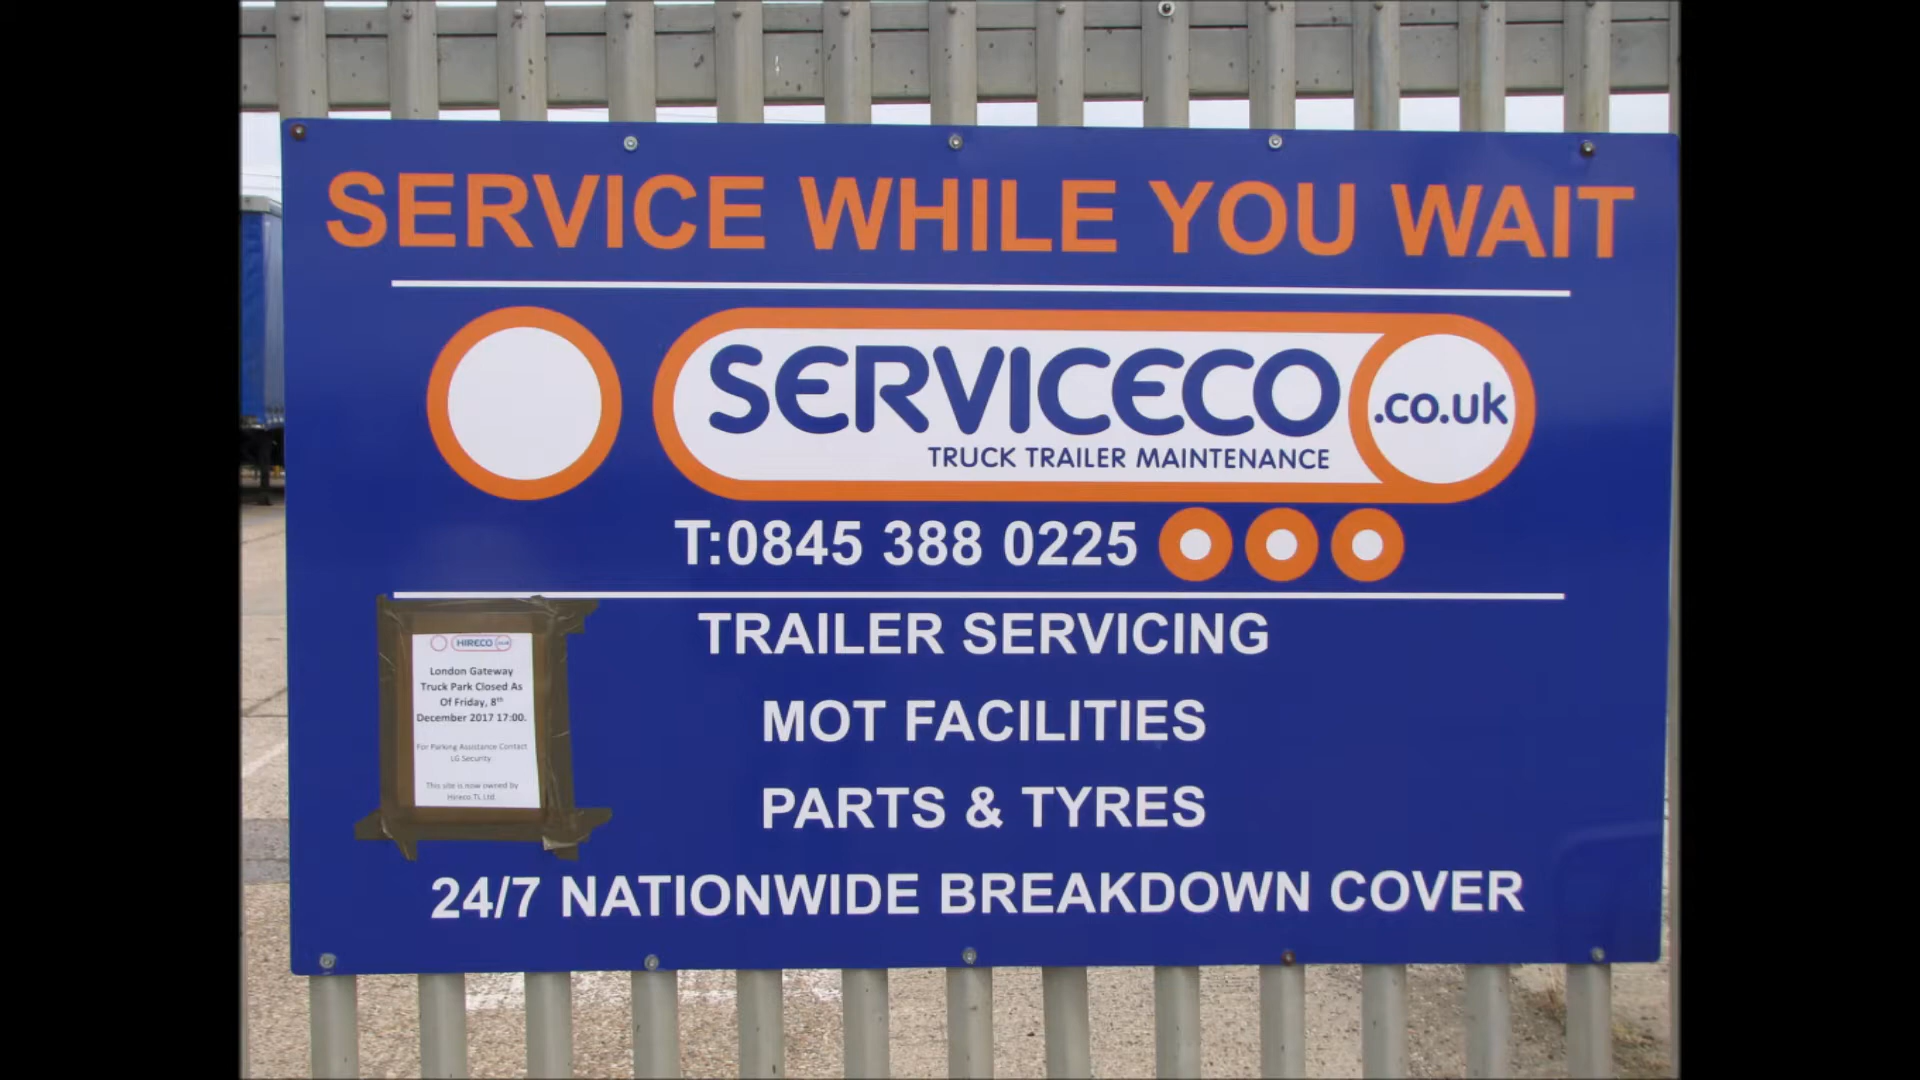 SERVICE WHILE YOU WAIT
SERVICECO
.co.uk
TRUCK TRAILER MAINTENANCE
T:0845 388 0225
HIRECO
London Gateway
Truck Park Closed As
Of Friday, 8th
December 2017 17:00.
For Parking Assistance Contact
LG Security
This site is now owned by
Hireco TL Ltd.
TRAILER SERVICING
MOT FACILITIES
PARTS & TYRES
24/7 NATIONWIDE BREAKDOWN COVER